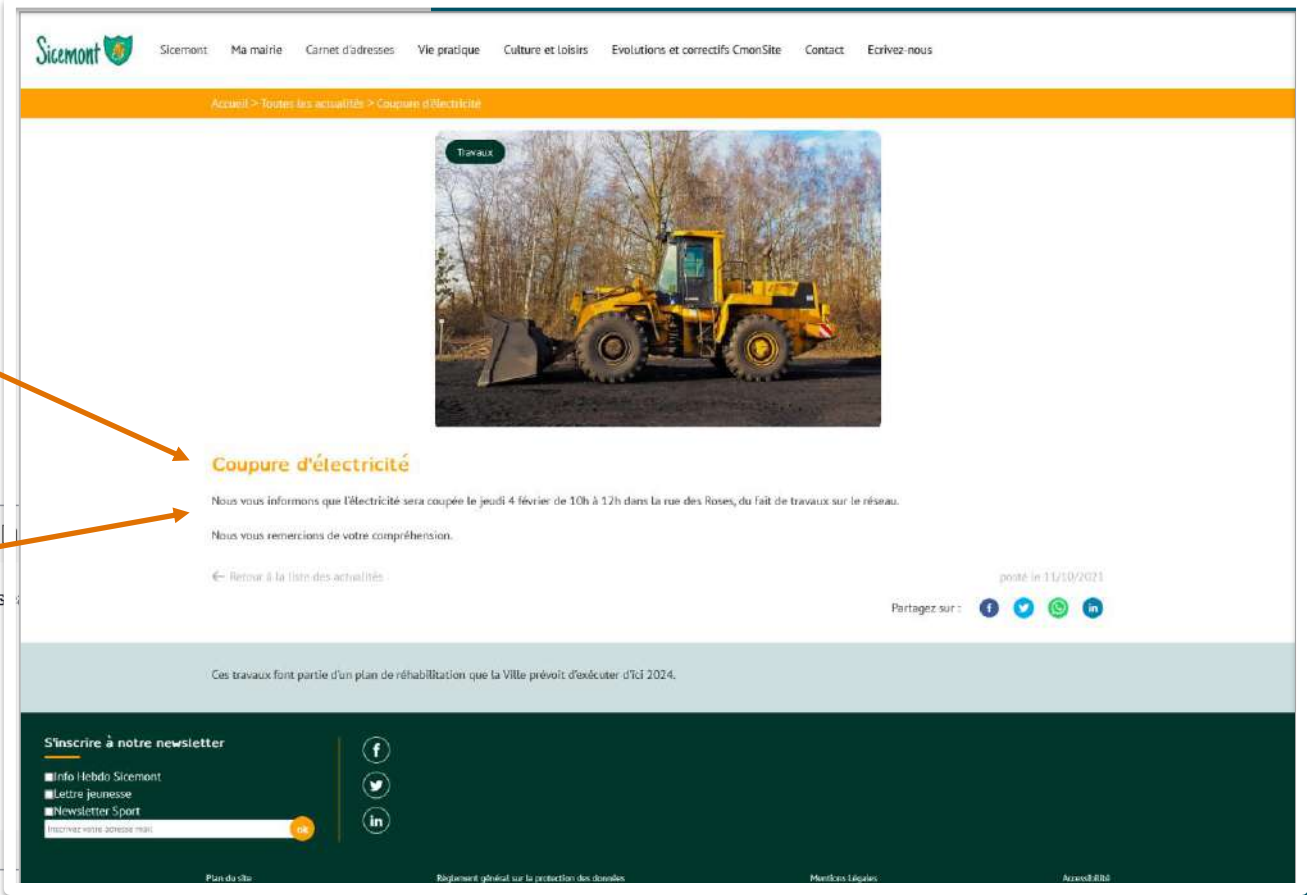 Sicemont
Sicemont Ma mairie Carnet d'adresses Vie pratique Culture et loisirs Evolutions et correctifs CmonSite Contact Ecrivez-nous
Accueil > Toutes les actualités > Coupure d'électricité
Travaux
Coupure d'électricité
Nous vous informons que l'électricité sera coupée le jeudi 4 février de 10h à 12h dans la rue des Roses, du fait de travaux sur le réseau.
Nous vous remercions de votre compréhension.
← Retour à la liste des actualités
posté le 11/10/2021
Partagez sur :
Ces travaux font partie d'un plan de réhabilitation que la Ville prévoit d'exécuter d'ici 2024.
S'inscrire à notre newsletter
Info Hebdo Sicemont
Lettre jeunesse
Newsletter Sport
Inscrivez votre adresse mail ok
Plan du site Règlement général sur la protection des données Mentions Légales Accessibilité